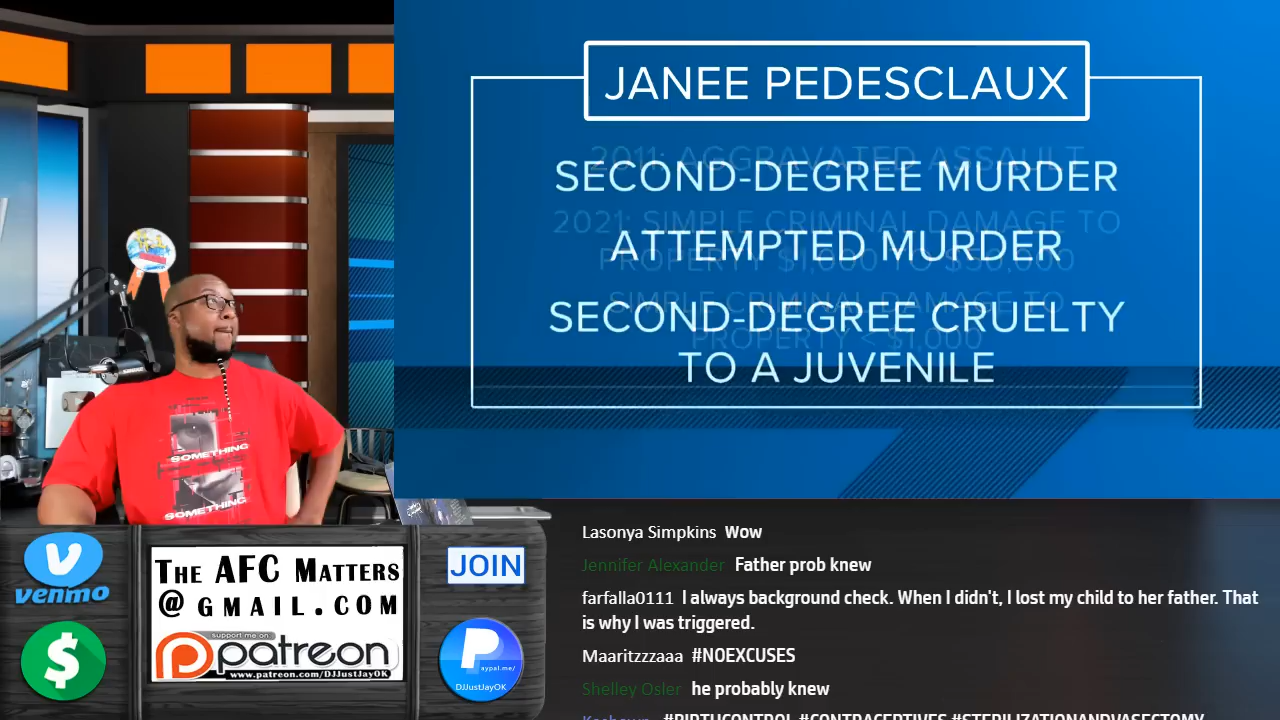 JANEE PEDESCLAUX
2011: AGGRAVATED ASSAULT
SECOND-DEGREE MURDER
2021: SIMPLE CRIMINAL DAMAGE TO
ATTEMPTED MURDER
PROPERTY $1,000 TO $50,000
SIMPLE CRIMINAL DAMAGE TO
SECOND-DEGREE CRUELTY
PROPERTY < $1,000
TO A JUVENILE
SOMETHING
SOMETHING
venmo
THE AFC MATTERS
@GMAIL.COM
support me on:
patreon
www.patreon.com/DJJustJayOK
JOIN
aypal.me/
DJJustJayOK
Lasonya Simpkins Wow
Jennifer Alexander Father prob knew
farfalla0111 I always background check. When I didn't, I lost my child to her father. That
is why I was triggered.
Maaritzzzaaa #NOEXCUSES
Shelley Osler he probably knew
#BIRTHCONTROL #CONTRACEPTIVES #STERILIZATIONANDVASECTOMY